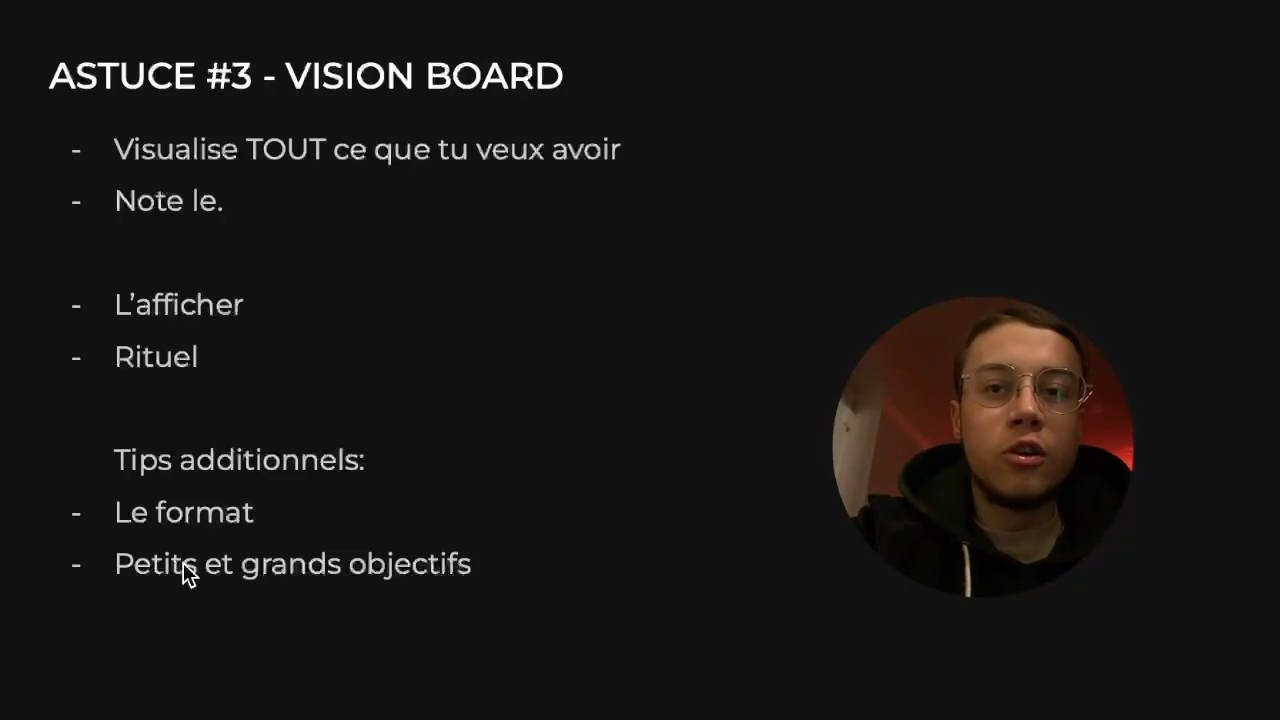 ASTUCE #3 - VISION BOARD
- Visualise TOUT ce que tu veux avoir
- Note le.
- L’afficher
- Rituel
Tips additionnels:
- Le format
- Petits et grands objectifs